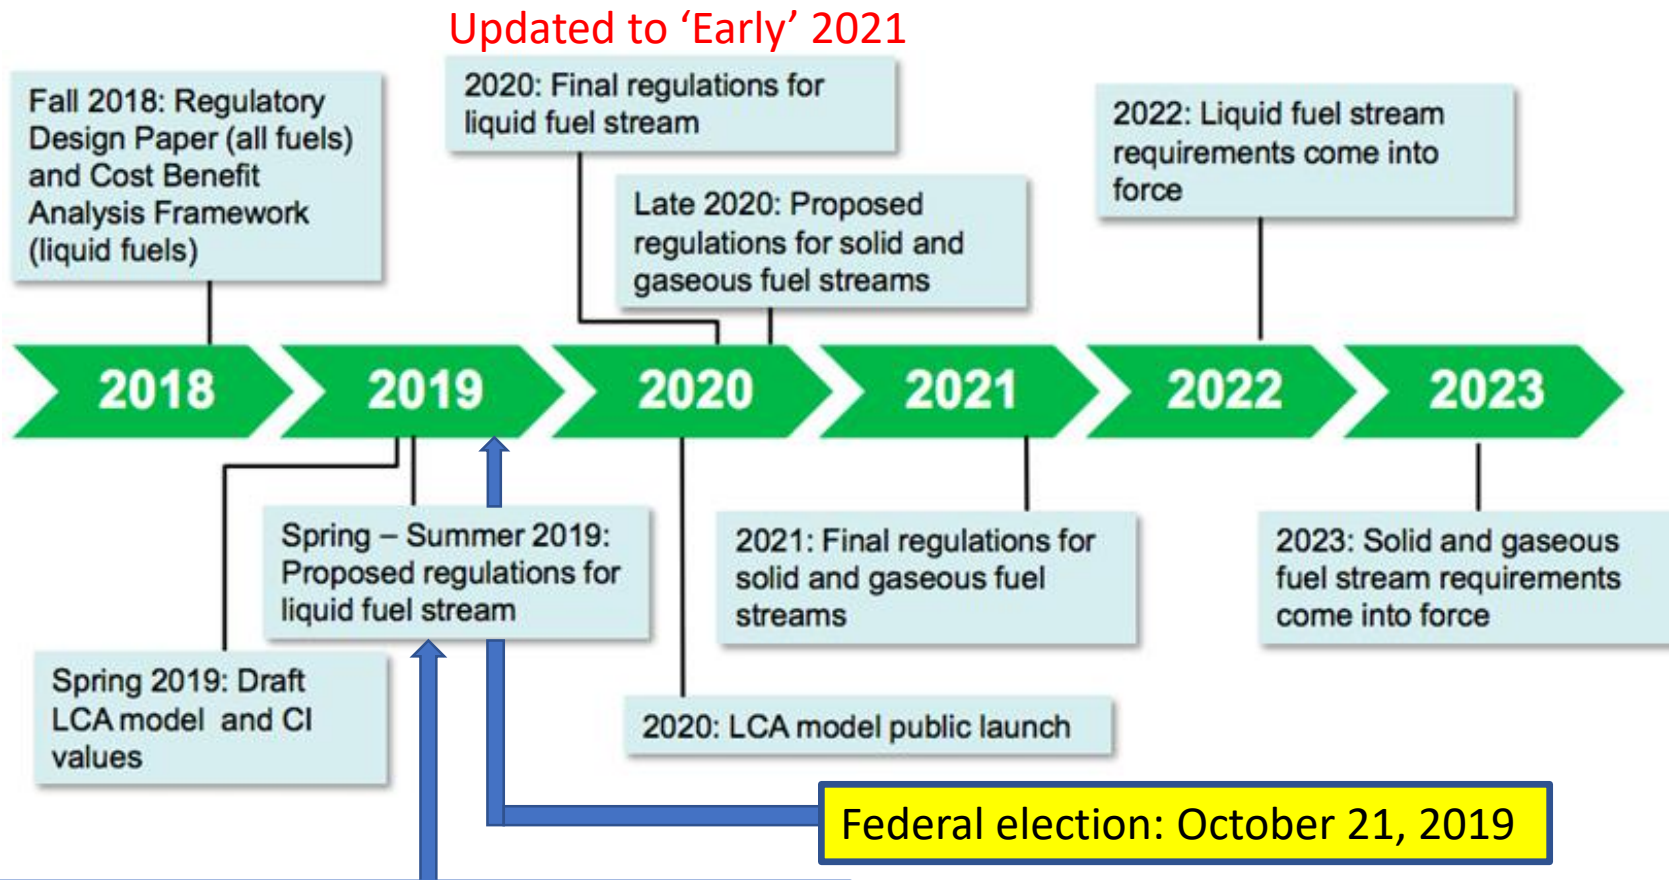 Updated to ‘Early’ 2021
Fall 2018: Regulatory
Design Paper (all fuels)
and Cost Benefit
Analysis Framework
(liquid fuels)
2020: Final regulations for
liquid fuel stream
Late 2020: Proposed
regulations for solid and
gaseous fuel streams
2022: Liquid fuel stream
requirements come into
force
2018
2019
2020
2021
2022
2023
Spring – Summer 2019:
Proposed regulations for
liquid fuel stream
Spring 2019: Draft
LCA model and CI
values
2020: LCA model public launch
2021: Final regulations for
solid and gaseous fuel
streams
2023: Solid and gaseous
fuel stream requirements
come into force
Federal election: October 21, 2019